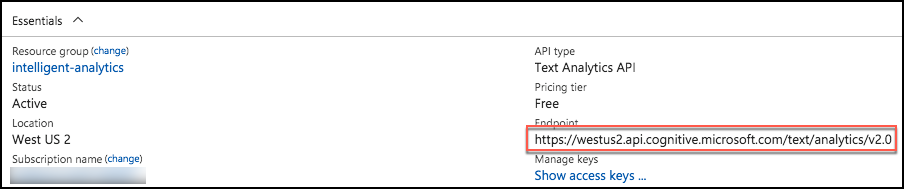 Essentials
Resource group (change)
intelligent-analytics
Status
Active
Location
West US 2
Subscription name (change)
API type
Text Analytics API
Pricing tier
Free
Endpoint
https://westus2.api.cognitive.microsoft.com/text/analytics/v2.0
Manage keys
Show access keys ...